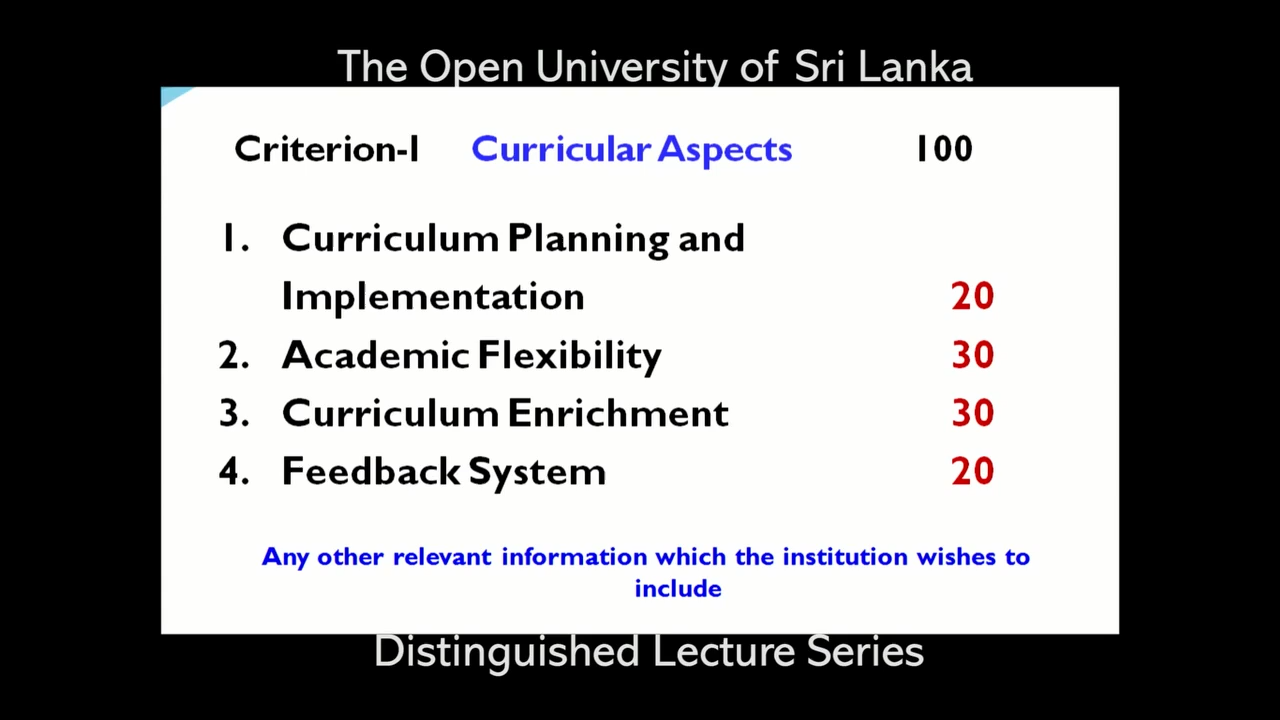 The Open University of Sri Lanka
Criterion-I Curricular Aspects 100
1. Curriculum Planning and
Implementation 20
2. Academic Flexibility 30
3. Curriculum Enrichment 30
4. Feedback System 20
Any other relevant information which the institution wishes to
include
Distinguished Lecture Series